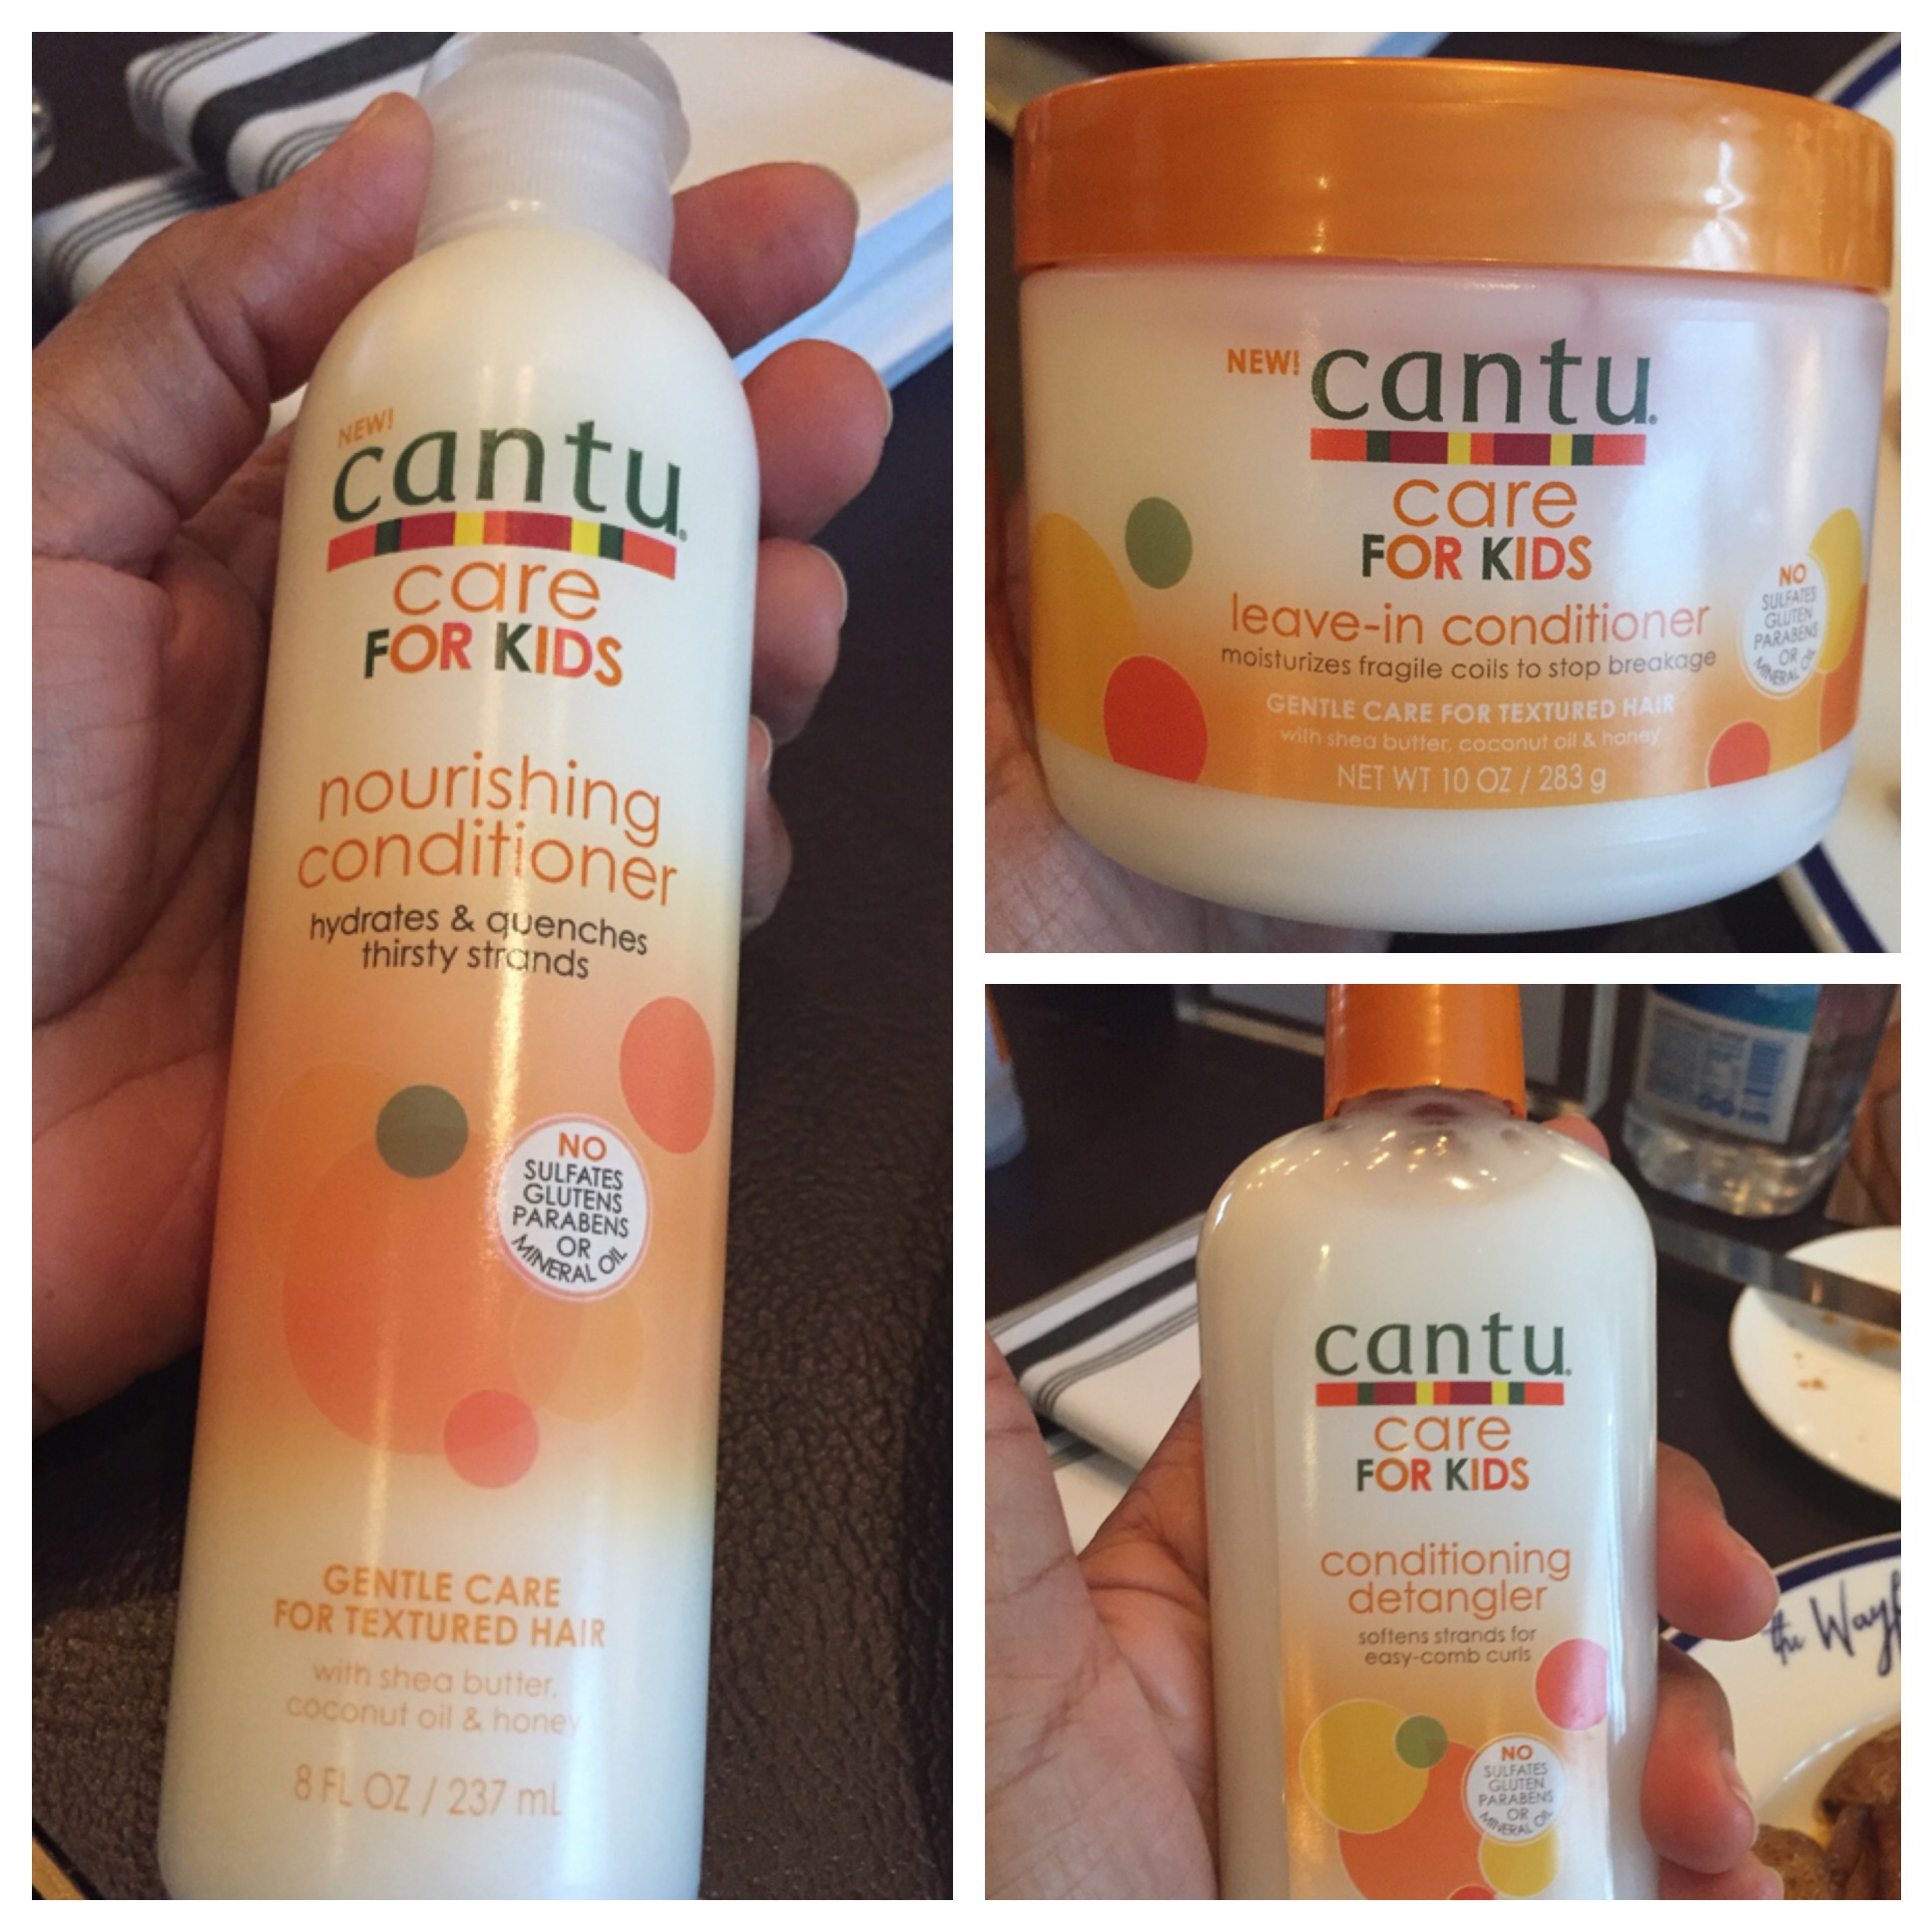 NEW!
cantu
care
FOR KIDS
nourishing
conditioner
hydrates & quenches
thirsty strands
NO
SULFATES
GLUTENS
PARABENS
OR
MINERAL OIL
GENTLE CARE
FOR TEXTURED HAIR
with shea butter,
coconut oil & honey
8 FL OZ / 237 mL
NEW! cantu
care
FOR KIDS
leave-in conditioner
moisturizes fragile coils to stop breakage
GENTLE CARE FOR TEXTURED HAIR
with shea butter, coconut oil & honey
NET WT 10 OZ / 283 g
NO
SULFATES
GLUTEN
PARABENS
OR
MINERAL OIL
cantu
care
FOR KIDS
conditioning
detangler
softens strands for
easy-comb curls
NO
SULFATES
GLUTEN
PARABENS
OR
MINERAL OIL
the Wayf